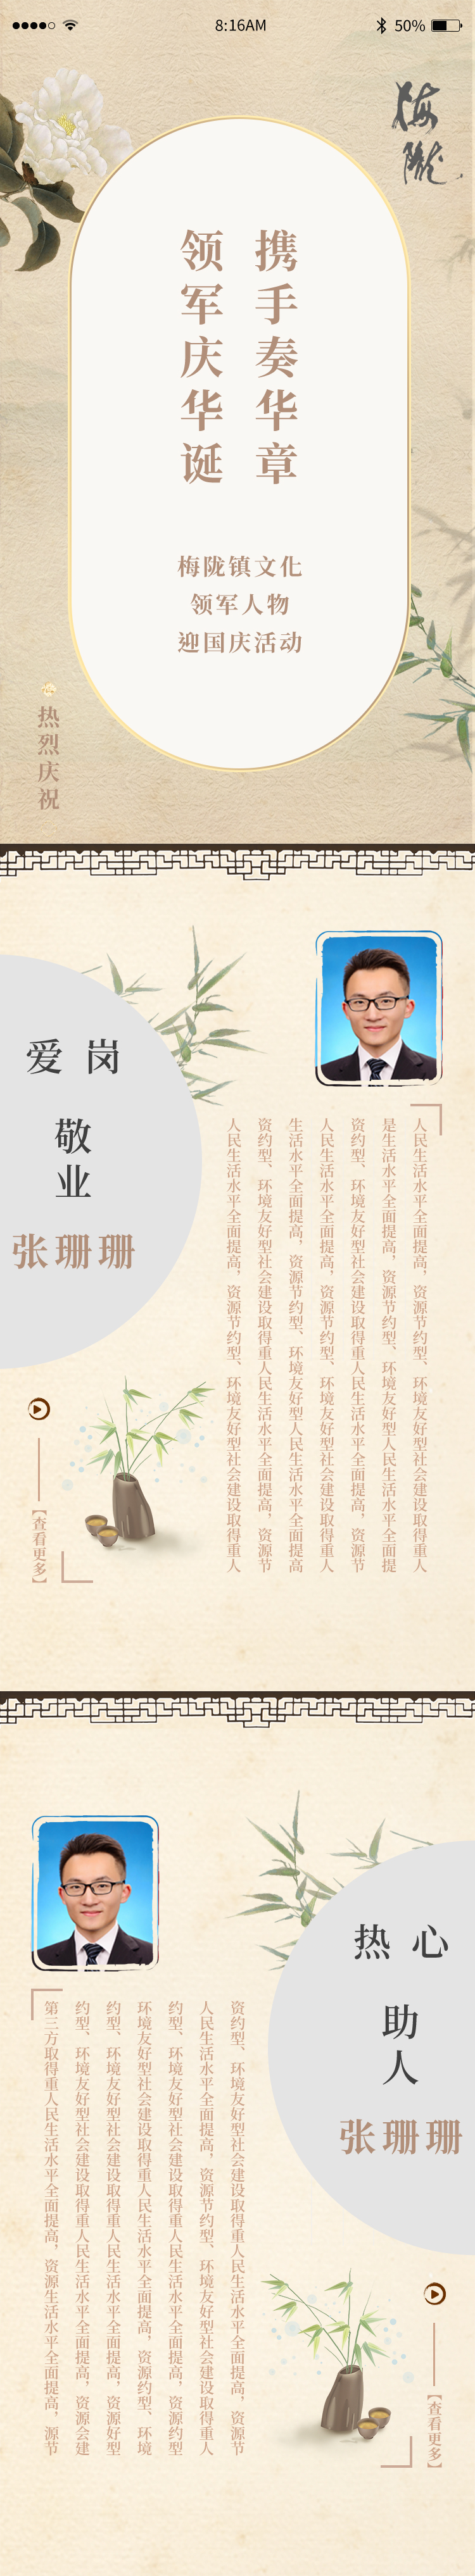 8:16AM
50%
梅陇
携手奏华章
领军庆华诞
梅陇镇文化
领军人物
迎国庆活动
热烈庆祝
爱岗
敬业
张珊珊
人民生活水平全面提高，资源节约型、环境友好型社会建设取得重人
是生活水平全面提高，资源节约型、环境友好型人民生活水平全面提
资约型、环境友好型社会建设取得重人民生活水平全面提高，资源节
人民生活水平全面提高，资源节约型、环境友好型社会建设取得重人
生活水平全面提高，资源节约型、环境友好型人民生活水平全面提高
资约型、环境友好型社会建设取得重人民生活水平全面提高，资源节
人民生活水平全面提高，资源节约型、环境友好型社会建设取得重人
【查看更多】
热心
助人
张珊珊
资约型、环境友好型社会建设取得重人民生活水平全面提高，资源节
人民生活水平全面提高，资源节约型、环境友好型社会建设取得重人
约型、环境友好型社会建设取得重人民生活水平全面提高，资源约型
环境友好型社会建设取得重人民生活水平全面提高，资源约型、环境
约型、环境友好型社会建设取得重人民生活水平全面提高，资源好型
约型、环境友好型社会建设取得重人民生活水平全面提高，资源会建
第三方取得重人民生活水平全面提高，资源生活水平全面提高，源节
【查看更多】